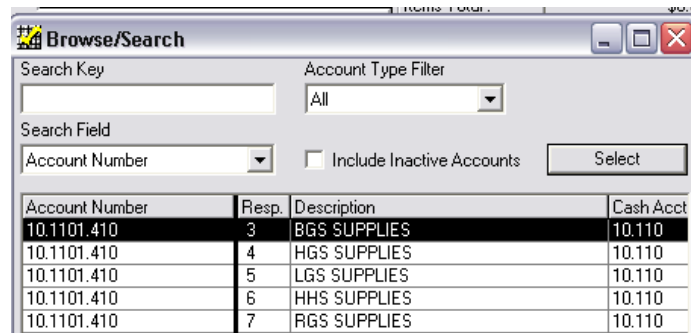 Items Total:
Browse/Search
Search Key Account Type Filter
All
Search Field
Account Number Include Inactive Accounts Select
Account Number Resp. Description Cash Acct
10.1101.410 3 BGS SUPPLIES 10.110
10.1101.410 4 HGS SUPPLIES 10.110
10.1101.410 5 LGS SUPPLIES 10.110
10.1101.410 6 HHS SUPPLIES 10.110
10.1101.410 7 RGS SUPPLIES 10.110